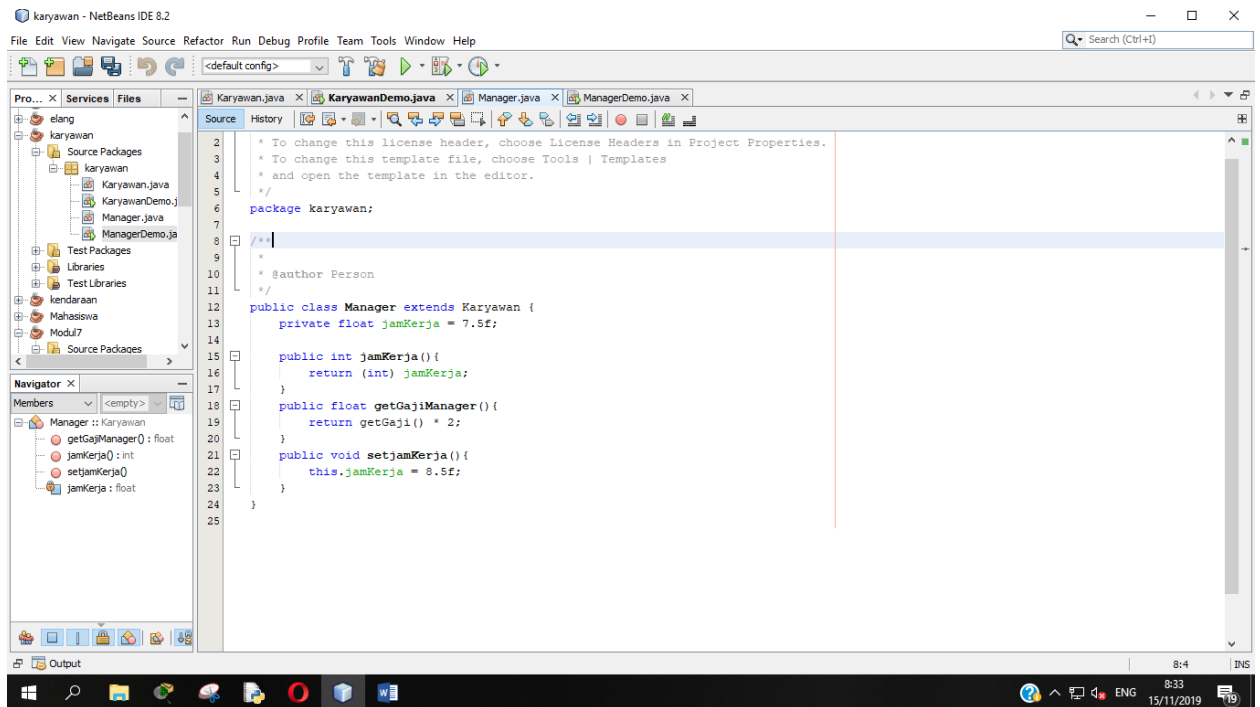 karyawan - NetBeans IDE 8.2
File Edit View Navigate Source Refactor Run Debug Profile Team Tools Window Help
Search (Ctrl+I)
<default config>
Pro... Services Files
Karyawan.java KaryawanDemo.java Manager.java ManagerDemo.java
Source History
elang
karyawan
Source Packages
karyawan
Karyawan.java
KaryawanDemo.j
Manager.java
ManagerDemo.ja
Test Packages
Libraries
Test Libraries
kendaraan
Mahasiswa
Modul7
Source Packages
Navigator
Members <empty>
Manager :: Karyawan
getGajiManager() : float
jamKerja() : int
setjamKerja()
jamKerja : float
2 * To change this license header, choose License Headers in Project Properties.
3 * To change this template file, choose Tools | Templates
4 * and open the template in the editor.
5 */
6 package karyawan;
7
8 /**
9 *
10 * @author Person
11 */
12 public class Manager extends Karyawan {
13 private float jamKerja = 7.5f;
14
15 public int jamKerja(){
16 return (int) jamKerja;
17 }
18 public float getGajiManager(){
19 return getGaji() * 2;
20 }
21 public void setjamKerja(){
22 this.jamKerja = 8.5f;
23 }
24 }
25
Output
8:4 INS
ENG
8:33
15/11/2019
19